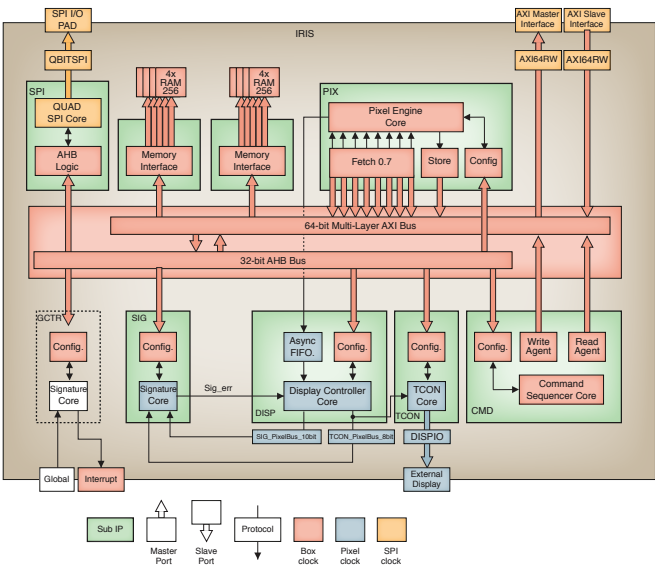 SPI I/O
PAD
AXI Master
Interface
AXI Slave
Interface
IRIS
QBITSPI
AXI64RW
AXI64RW
SPI
QUAD
SPI Core
AHB
Logic
4x
RAM
256
4x
RAM
256
Memory
Interface
Memory
Interface
PIX
Pixel Engine
Core
Fetch 0.7
Store
Config
64-bit Multi-Layer AXI Bus
32-bit AHB Bus
GCTR
Config.
Signature
Core
SIG
Config.
Signature
Core
Sig_err
Async
FIFO.
Config.
Display Controller
Core
DISP
Config.
TCON
Core
TCON
Config.
Write
Agent
Read
Agent
Command
Sequencer Core
CMD
SIG_PixelBus_10bit
TCON_PixelBus_8bit
DISPIO
Global
Interrupt
External
Display
Sub IP
Master
Port
Slave
Port
Protocol
Box
clock
Pixel
clock
SPI
clock